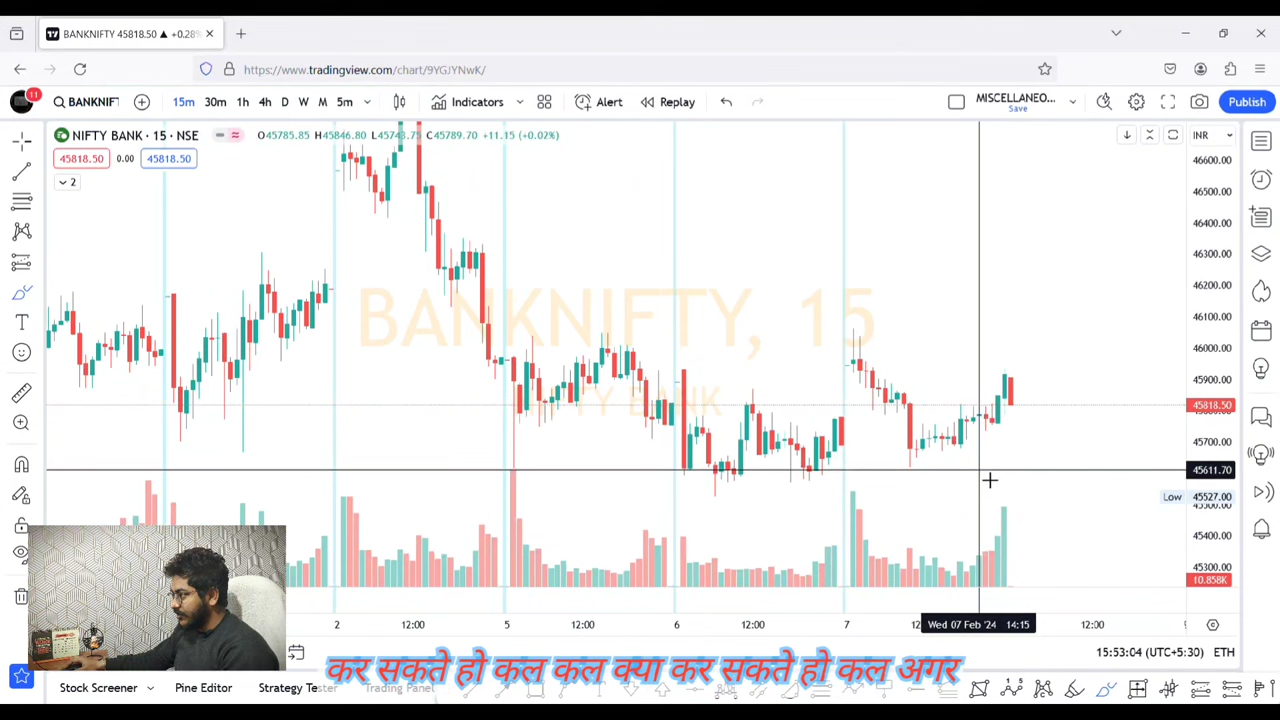 BANKNIFTY 45818.50 ▲ +0.28%
https://www.tradingview.com/chart/9YGJYNwK/
11
BANKNIFT
15m 30m 1h 4h D W M 5m
Indicators
Alert
Replay
MISCELLANEO...
Save
Publish
NIFTY BANK · 15 · NSE
O45785.85 H45846.80 L45743.75 C45789.70 +11.15 (+0.02%)
INR
45818.50 0.00 45818.50
2
BANKNIFTY, 15
NIFTY BANK
46600.00
46500.00
46400.00
46300.00
46200.00
46100.00
46000.00
45900.00
45818.50
45700.00
45611.70
Low 45527.00
45400.00
45300.00
10.858K
2 12:00 5 12:00 6 12:00 7 Wed 07 Feb '24 14:15 12:00
15:53:04 (UTC+5:30) ETH
कर सकते हो कल कल क्या कर सकते हो कल अगर
Stock Screener Pine Editor Strategy Tester Trading Panel